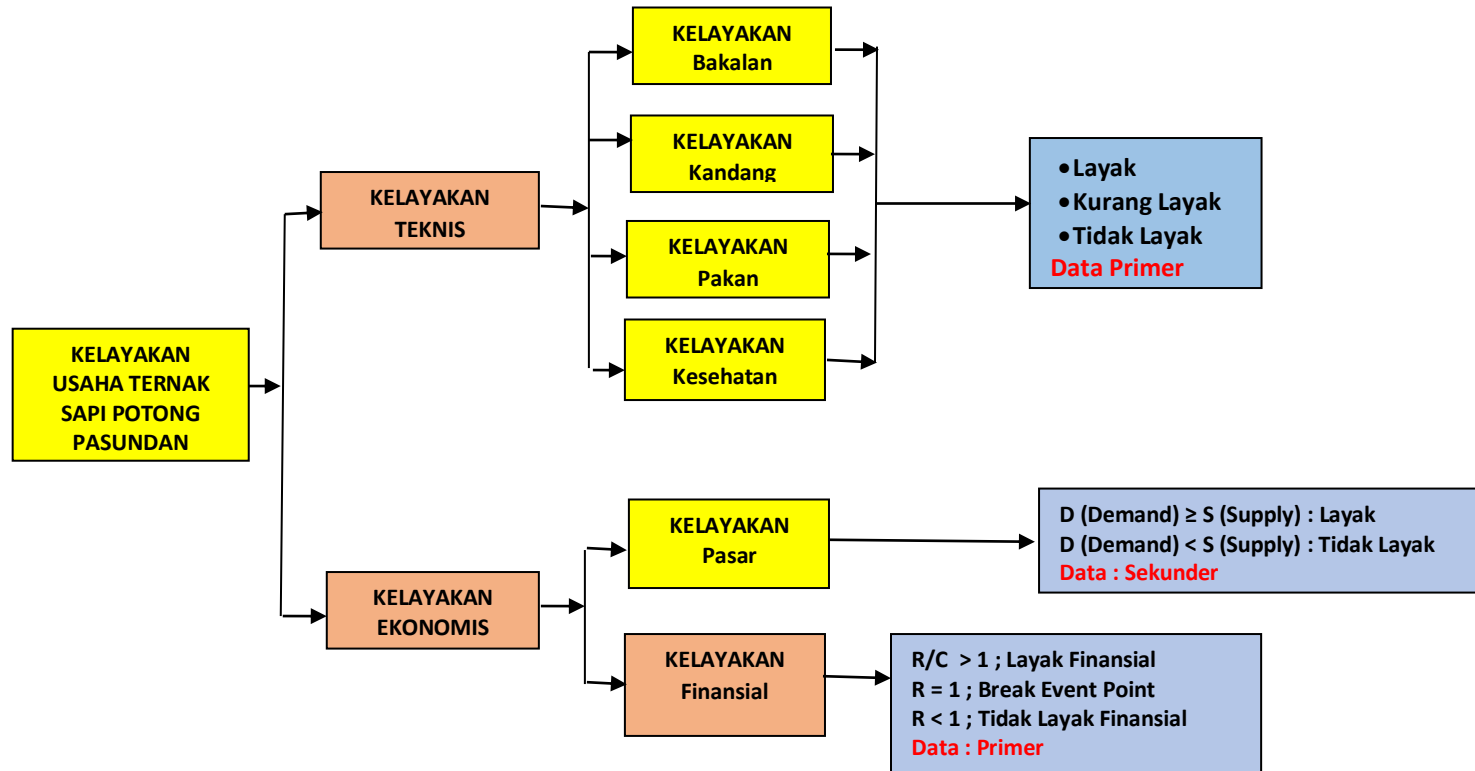 KELAYAKAN
USAHA TERNAK
SAPI POTONG
PASUNDAN
KELAYAKAN
TEKNIS
KELAYAKAN
Bakalan
KELAYAKAN
Kandang
KELAYAKAN
Pakan
KELAYAKAN
Kesehatan
•Layak
•Kurang Layak
•Tidak Layak
Data Primer
KELAYAKAN
EKONOMIS
KELAYAKAN
Pasar
D (Demand) ≥ S (Supply) : Layak
D (Demand) < S (Supply) : Tidak Layak
Data : Sekunder
KELAYAKAN
Finansial
R/C > 1 ; Layak Finansial
R = 1 ; Break Event Point
R < 1 ; Tidak Layak Finansial
Data : Primer